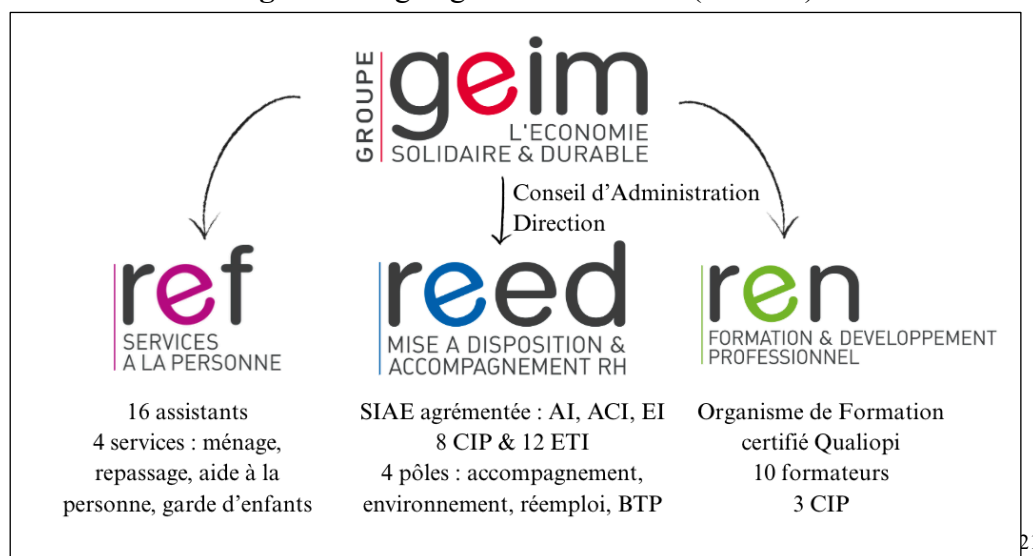 GROUPE
geim
L'ECONOMIE
SOLIDAIRE & DURABLE
Conseil d'Administration
Direction
ref
SERVICES
A LA PERSONNE
16 assistants
4 services : ménage,
repassage, aide à la
personne, garde d'enfants
reed
MISE A DISPOSITION &
ACCOMPAGNEMENT RH
SIAE agrémentée : AI, ACI, EI
8 CIP & 12 ETI
4 pôles : accompagnement,
environnement, réemploi, BTP
ren
FORMATION & DEVELOPPEMENT
PROFESSIONNEL
Organisme de Formation
certifié Qualiopi
10 formateurs
3 CIP